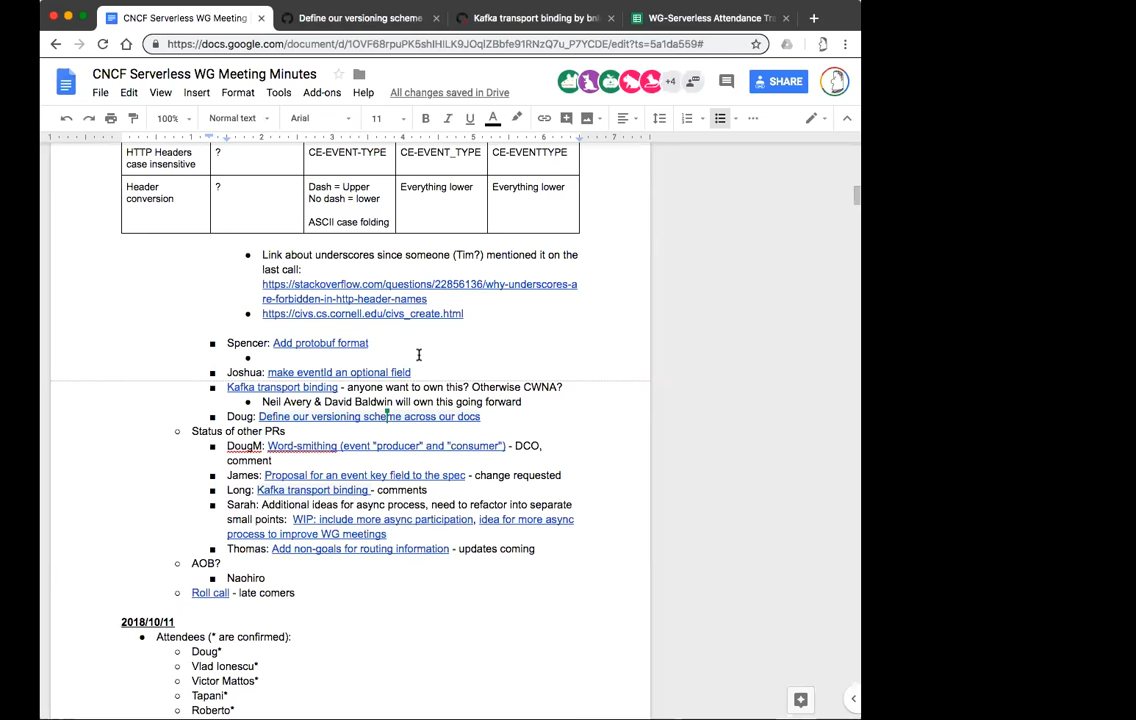 CNCF Serverless WG Meeting
Define our versioning scheme
Kafka transport binding by
WG-Serverless Attendance
https://docs.google.com/document/d/1OVF68rpuPK5shIHlLK9JOqlZBbfe91RNzQ7u_P7YCDE/edit?ts=5a1da559#
CNCF Serverless WG Meeting Minutes
File Edit View Insert Format Tools Add-ons Help All changes saved in Drive
+4
SHARE
100% Normal text Arial 11 B I U A
1 1 2 3 4 5 6 7
HTTP Headers case insensitive ? CE-EVENT-TYPE CE-EVENT_TYPE CE-EVENTTYPE
Header conversion ? Dash = Upper Everything lower Everything lower
No dash = lower
ASCII case folding
Link about underscores since someone (Tim?) mentioned it on the
last call:
https://stackoverflow.com/questions/22856136/why-underscores-a
re-forbidden-in-http-header-names
https://civs.cs.cornell.edu/civs_create.html
Spencer: Add protobuf format
Joshua: make eventId an optional field
Kafka transport binding - anyone want to own this? Otherwise CWNA?
Neil Avery & David Baldwin will own this going forward
Doug: Define our versioning scheme across our docs
Status of other PRs
DougM: Word-smithing (event "producer" and "consumer") - DCO,
comment
James: Proposal for an event key field to the spec - change requested
Long: Kafka transport binding - comments
Sarah: Additional ideas for async process, need to refactor into separate
small points: WIP: include more async participation, idea for more async
process to improve WG meetings
Thomas: Add non-goals for routing information - updates coming
AOB?
Naohiro
Roll call - late comers
2018/10/11
Attendees (* are confirmed):
Doug*
Vlad Ionescu*
Victor Mattos*
Tapani*
Roberto*